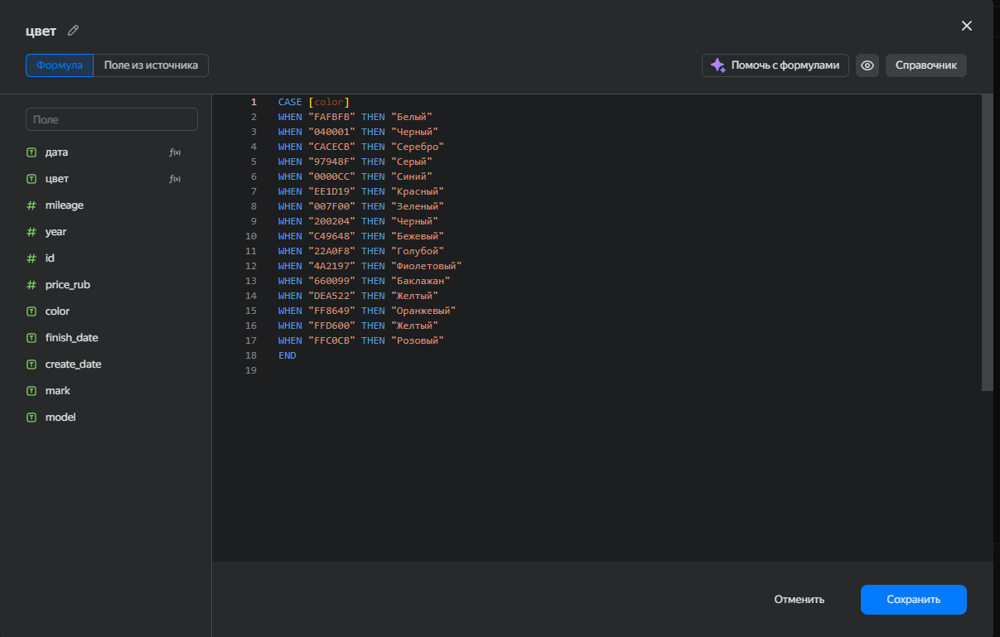 цвет
Формула Поле из источника
Помочь с формулами Справочник
Поле
дата f(x)
цвет f(x)
# mileage
# year
# id
# price_rub
color
finish_date
create_date
mark
model
1 CASE [color]
2 WHEN "FAFBFB" THEN "Белый"
3 WHEN "040001" THEN "Черный"
4 WHEN "CACECB" THEN "Серебро"
5 WHEN "97948F" THEN "Серый"
6 WHEN "0000CC" THEN "Синий"
7 WHEN "EE1D19" THEN "Красный"
8 WHEN "007F00" THEN "Зеленый"
9 WHEN "200204" THEN "Черный"
10 WHEN "C49648" THEN "Бежевый"
11 WHEN "22A0F8" THEN "Голубой"
12 WHEN "4A2197" THEN "Фиолетовый"
13 WHEN "660099" THEN "Баклажан"
14 WHEN "DEA522" THEN "Желтый"
15 WHEN "FF8649" THEN "Оранжевый"
16 WHEN "FFD600" THEN "Желтый"
17 WHEN "FFC0CB" THEN "Розовый"
18 END
19
Отменить Сохранить